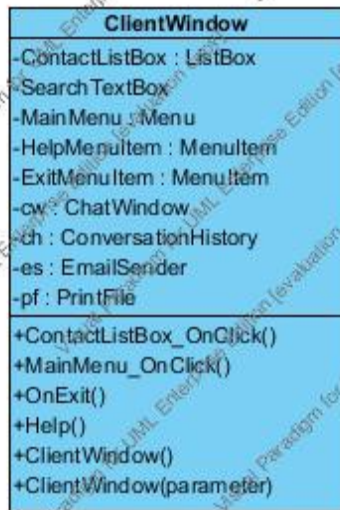 ClientWindow
-ContactListBox : ListBox
-SearchTextBox
-MainMenu : Menu
-HelpMenuItem : MenuItem
-ExitMenuItem : MenuItem
-cw : ChatWindow
-ch : ConversationHistory
-es : EmailSender
-pf : PrintFile
+ContactListBox_OnClick()
+MainMenu_OnClick()
+OnExit()
+Help()
+ClientWindow()
+ClientWindow(parameter)